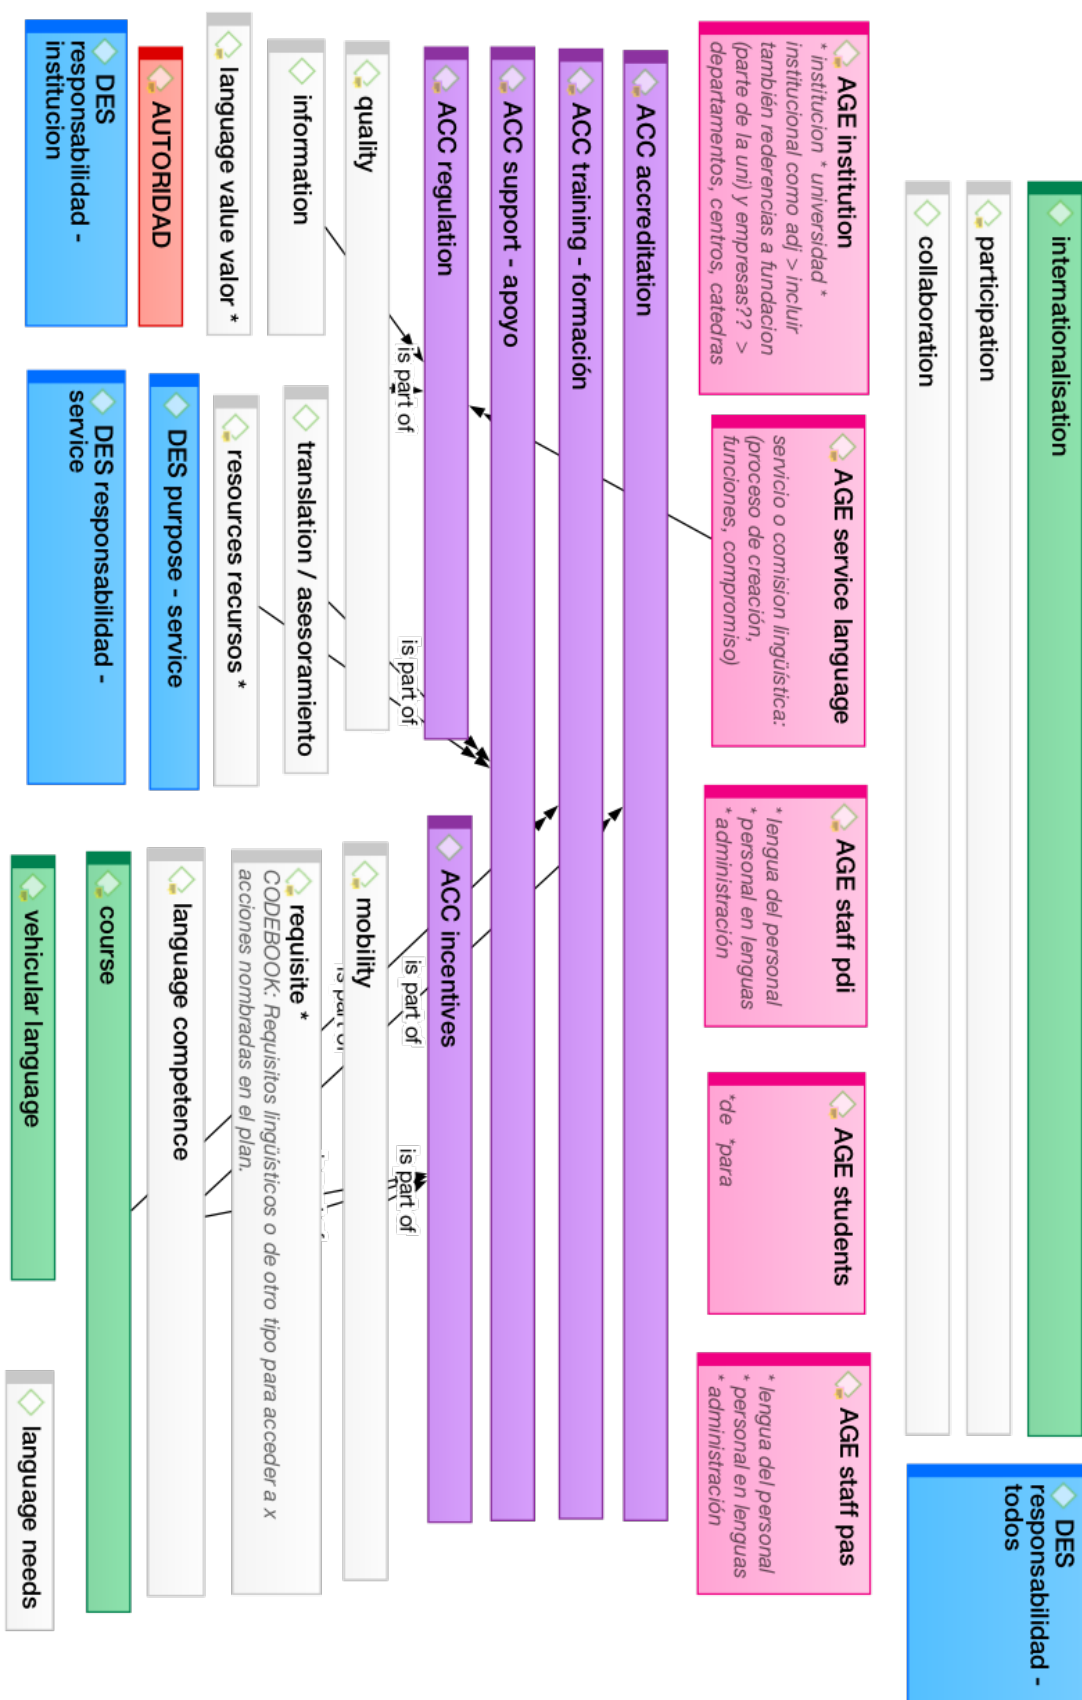 internationalisation
participation
collaboration
DES
responsabilidad -
todos
AGE institution
* institucion * universidad *
institucional como adj > incluir
también rederencias a fundacion
(parte de la uni) y empresas?? >
departamentos, centros, catedras
AGE service language
servicio o comision lingüística:
(proceso de creación,
funciones, compromiso)
AGE staff pdi
* lengua del personal
* personal en lenguas
* administración
AGE students
*de *para
AGE staff pas
* lengua del personal
* personal en lenguas
* administración
ACC accreditation
ACC training - formación
ACC support - apoyo
ACC regulation
ACC incentives
is part of
is part of
is part of
is part of
is part of
quality
mobility
information
translation / asesoramiento
requisite *
CODEBOOK: Requisitos lingüísticos o de otro tipo para acceder a x
acciones nombradas en el plan.
language value valor *
resources recursos *
language competence
AUTORIDAD
DES purpose - service
course
DES
responsabilidad -
institucion
DES responsabilidad -
service
vehicular language
language needs